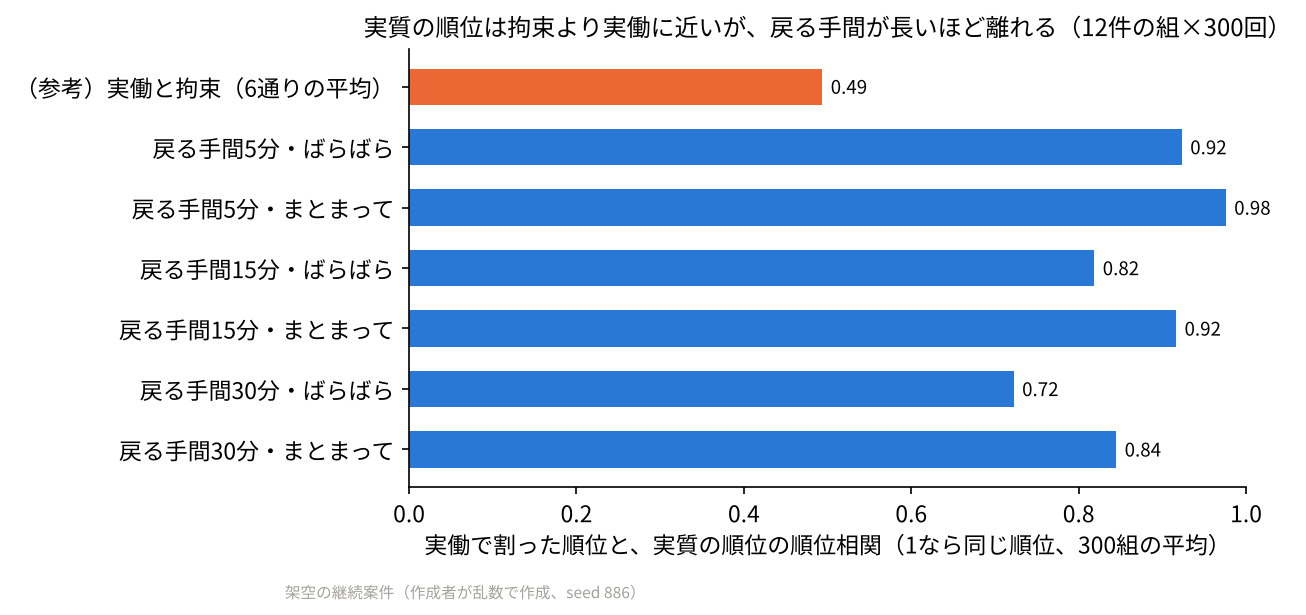 実質の順位は拘束より実働に近いが、戻る手間が長いほど離れる（12件の組×300回）
（参考）実働と拘束（6通りの平均）
0.49
戻る手間5分・ばらばら
0.92
戻る手間5分・まとまって
0.98
戻る手間15分・ばらばら
0.82
戻る手間15分・まとまって
0.92
戻る手間30分・ばらばら
0.72
戻る手間30分・まとまって
0.84
0.0 0.2 0.4 0.6 0.8 1.0
実働で割った順位と、実質の順位の順位相関（1なら同じ順位、300組の平均）
架空の継続案件（作成者が乱数で作成、seed 886）